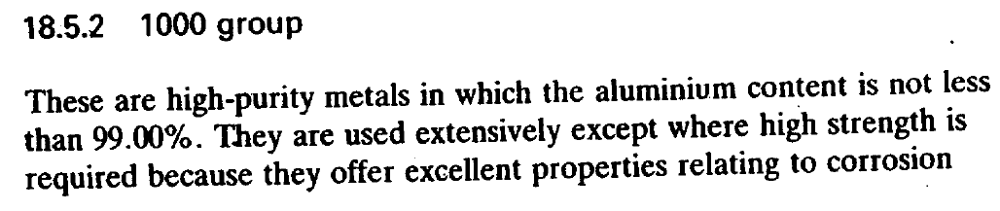 18.5.2 1000 group
These are high-purity metals in which the aluminium content is not less
than 99.00%. They are used extensively except where high strength is
required because they offer excellent properties relating to corrosion